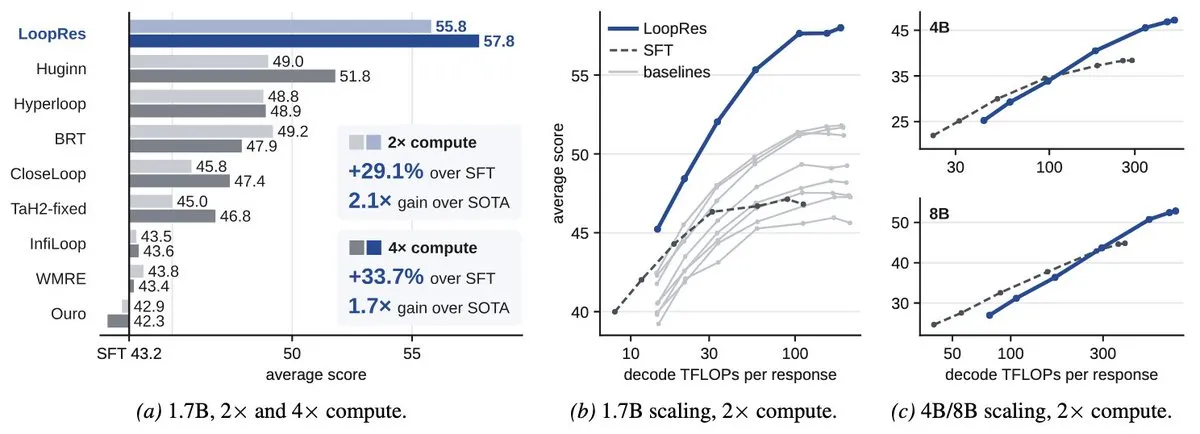 LoopRes
55.8
57.8
Huginn
49.0
51.8
Hyperloop
48.8
48.9
BRT
49.2
47.9
CloseLoop
45.8
47.4
TaH2-fixed
45.0
46.8
InfiLoop
43.5
43.6
WMRE
43.8
43.4
Ouro
42.9
42.3
2× compute
+29.1% over SFT
2.1× gain over SOTA
4× compute
+33.7% over SFT
1.7× gain over SOTA
SFT 43.2
50
55
average score
(a) 1.7B, 2× and 4× compute.
LoopRes
SFT
baselines
average score
55
50
45
40
10
30
100
decode TFLOPs per response
(b) 1.7B scaling, 2× compute.
4B
45
35
25
30
100
300
8B
50
40
30
50
100
300
decode TFLOPs per response
(c) 4B/8B scaling, 2× compute.